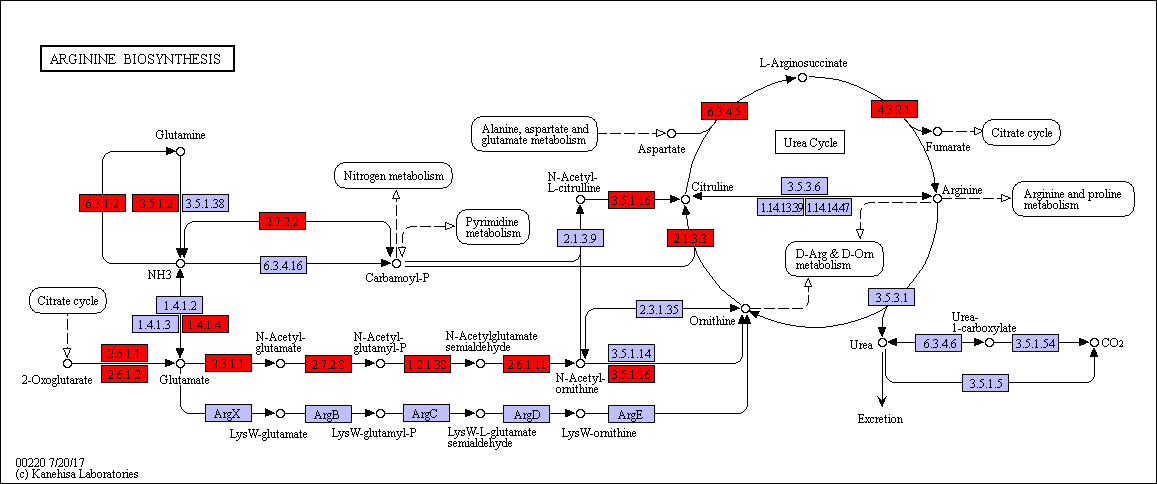 ARGININE BIOSYNTHESIS
L-Arginosuccinate
6.3.4.5
4.3.2.1
Glutamine
Alanine, aspartate and
glutamate metabolism
Aspartate
Urea Cycle
Fumarate
Citrate cycle
Nitrogen metabolism
N-Acetyl-
L-citrulline
Citruline
3.5.3.6
Arginine
Arginine and proline
metabolism
6.3.1.2
3.5.1.2
3.5.1.38
3.5.1.16
1.14.13.39
1.14.14.47
2.7.2.2
Pyrimidine
metabolism
2.1.3.9
2.1.3.3
D-Arg & D-Orn
metabolism
NH3
6.3.4.16
Carbamoyl-P
Citrate cycle
1.4.1.2
1.4.1.3
1.4.1.4
2.3.1.35
Ornithine
3.5.3.1
Urea-
1-carboxylate
N-Acetyl-
glutamate
N-Acetyl-
glutamyl-P
N-Acetylglutamate
semialdehyde
2.6.1.1
2.6.1.2
2.3.1.1
2.7.2.8
1.2.1.38
2.6.1.11
3.5.1.14
3.5.1.16
Urea
6.3.4.6
3.5.1.54
CO2
2-Oxoglutarate
Glutamate
N-Acetyl-
ornithine
3.5.1.5
ArgX
ArgB
ArgC
ArgD
ArgE
Excretion
LysW-glutamate
LysW-glutamyl-P
LysW-L-glutamate
semialdehyde
LysW-ornithine
00220 7/20/17
(c) Kanehisa Laboratories